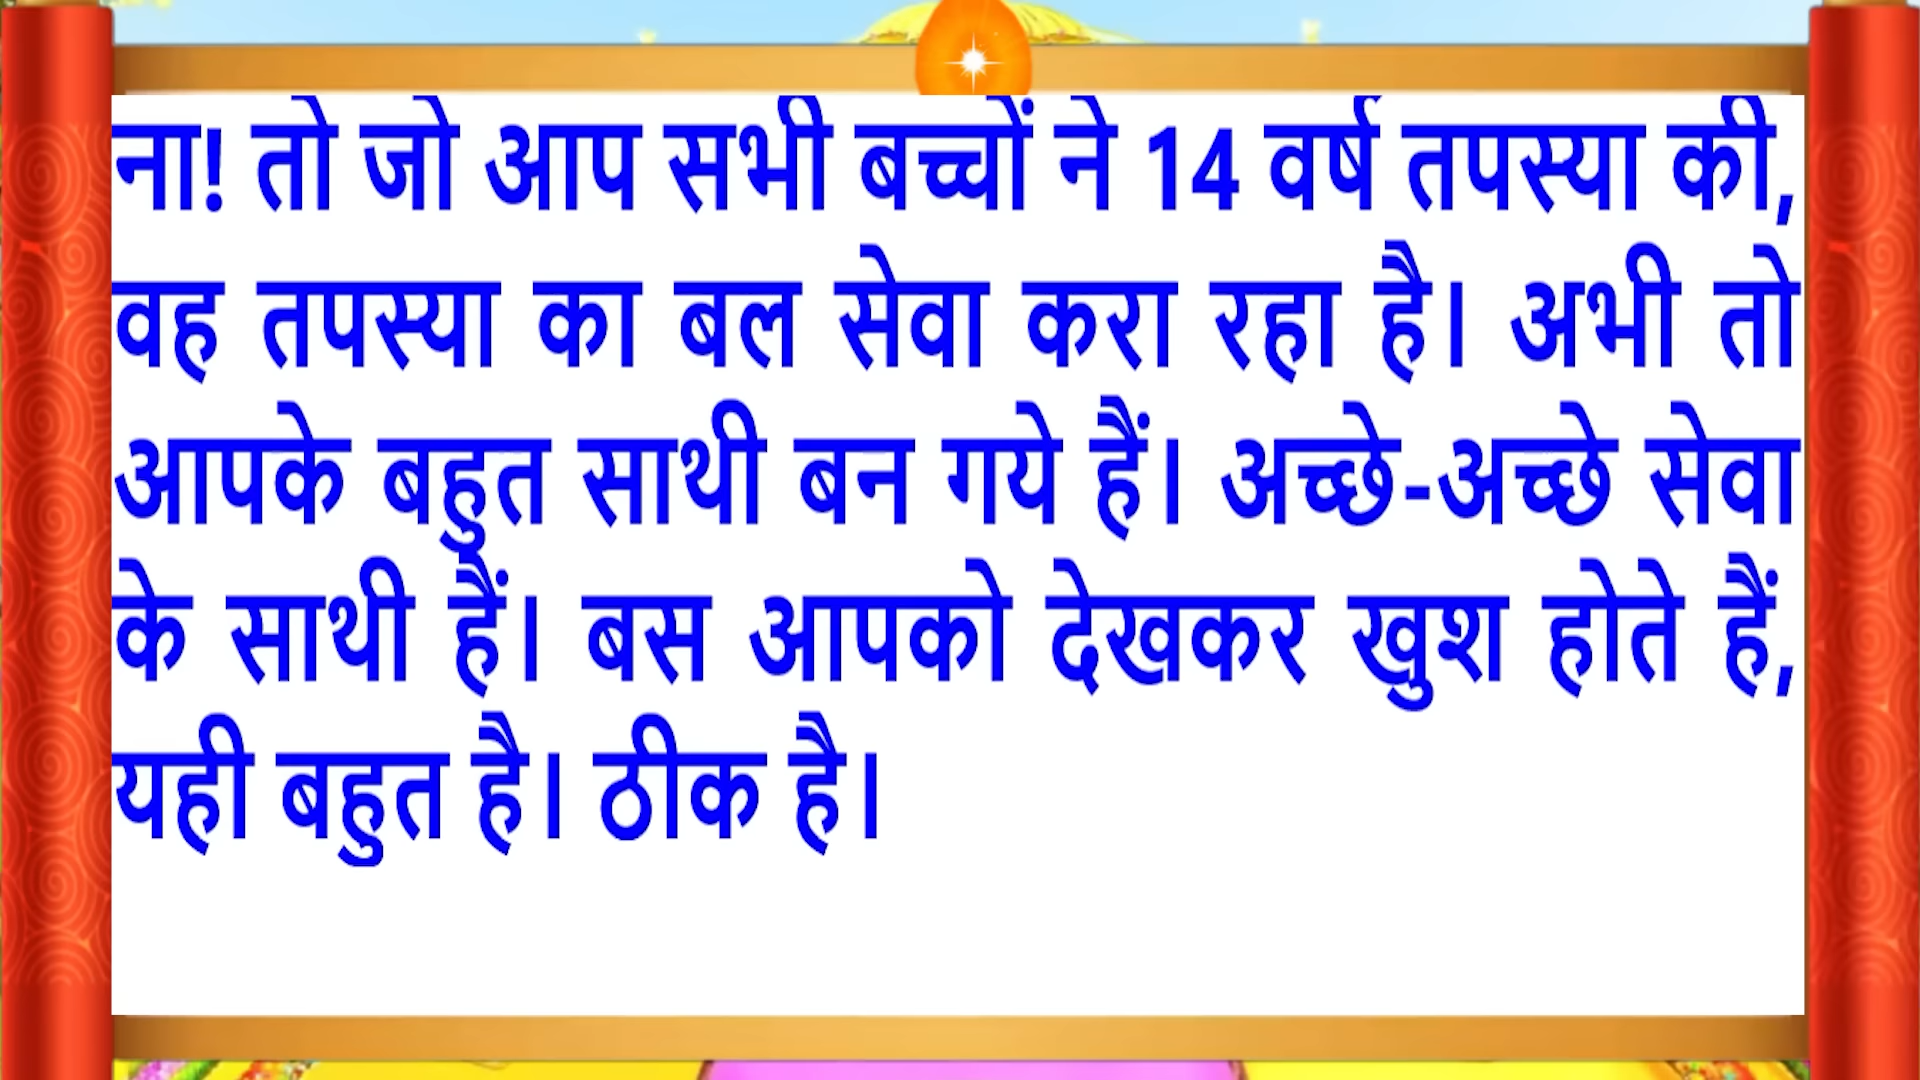 ना! तो जो आप सभी बच्चों ने 14 वर्ष तपस्या की,
वह तपस्या का बल सेवा करा रहा है। अभी तो
आपके बहुत साथी बन गये हैं। अच्छे-अच्छे सेवा
के साथी हैं। बस आपको देखकर खुश होते हैं,
यही बहुत है। ठीक है।